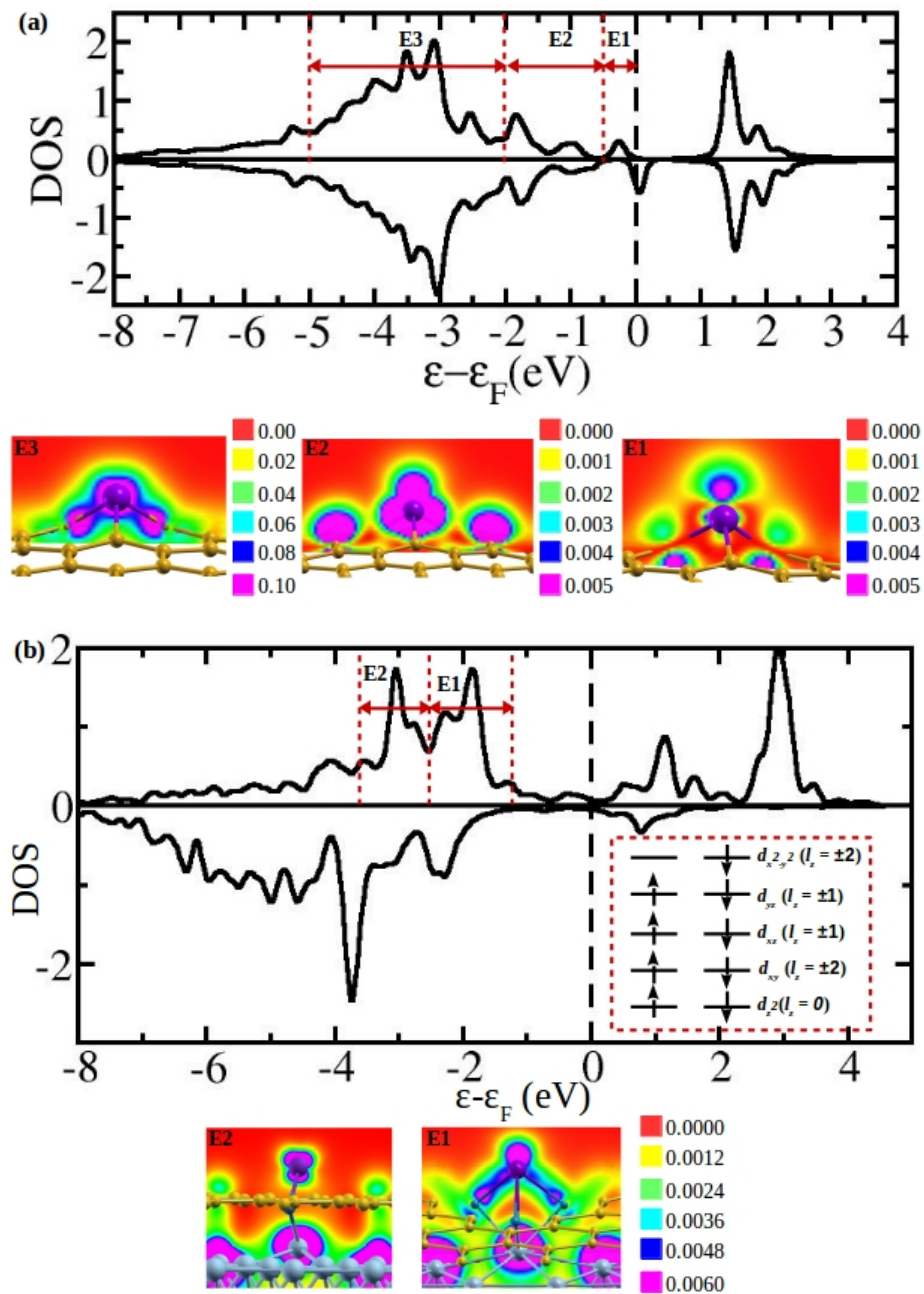 (a)
E3 E2 E1
2
1
0
-1
-2
DOS
-8 -7 -6 -5 -4 -3 -2 -1 0 1 2 3 4
ε−ε_F(eV)
E3
0.00
0.02
0.04
0.06
0.08
0.10
E2
0.000
0.001
0.002
0.003
0.004
0.005
E1
0.000
0.001
0.002
0.003
0.004
0.005
(b)
E2 E1
2
0
-2
DOS
d_x²-y² (l_z = ±2)
d_yz (l_z = ±1)
d_xz (l_z = ±1)
d_xy (l_z = ±2)
d_z² (l_z = 0)
-8 -6 -4 -2 0 2 4
ε-ε_F (eV)
E2
E1
0.0000
0.0012
0.0024
0.0036
0.0048
0.0060